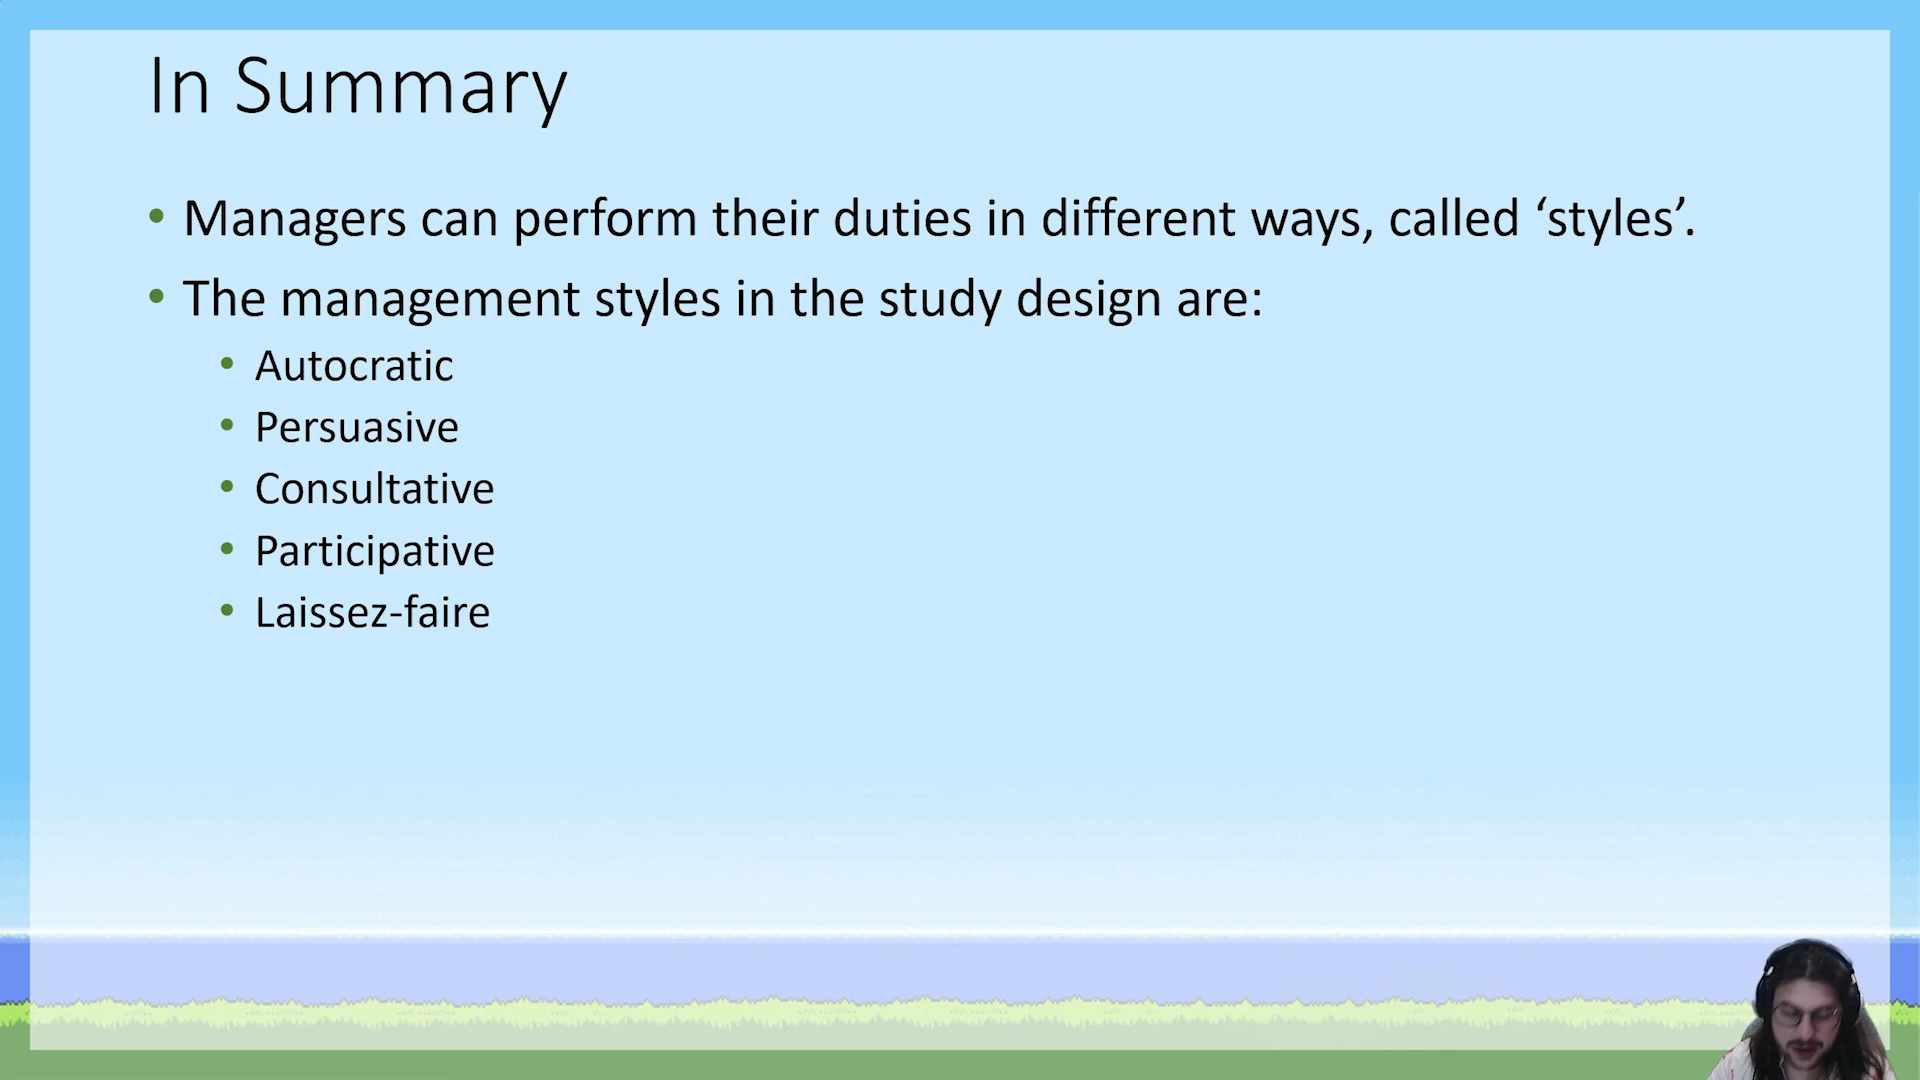 In Summary
• Managers can perform their duties in different ways, called ‘styles’.
• The management styles in the study design are:
• Autocratic
• Persuasive
• Consultative
• Participative
• Laissez-faire